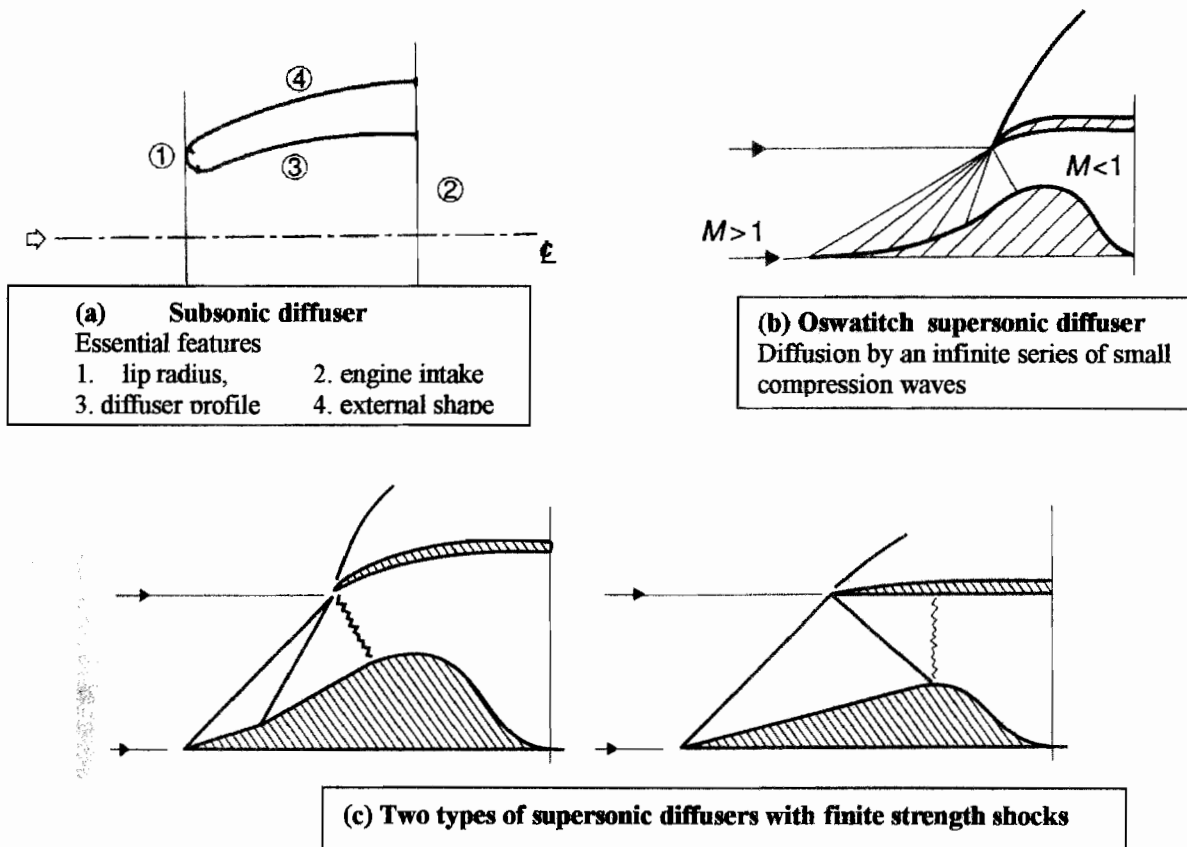 ④
①
③
②
℄
(a) Subsonic diffuser
Essential features
1. lip radius, 2. engine intake
3. diffuser profile 4. external shape
M<1
M>1
(b) Oswatitch supersonic diffuser
Diffusion by an infinite series of small
compression waves
(c) Two types of supersonic diffusers with finite strength shocks